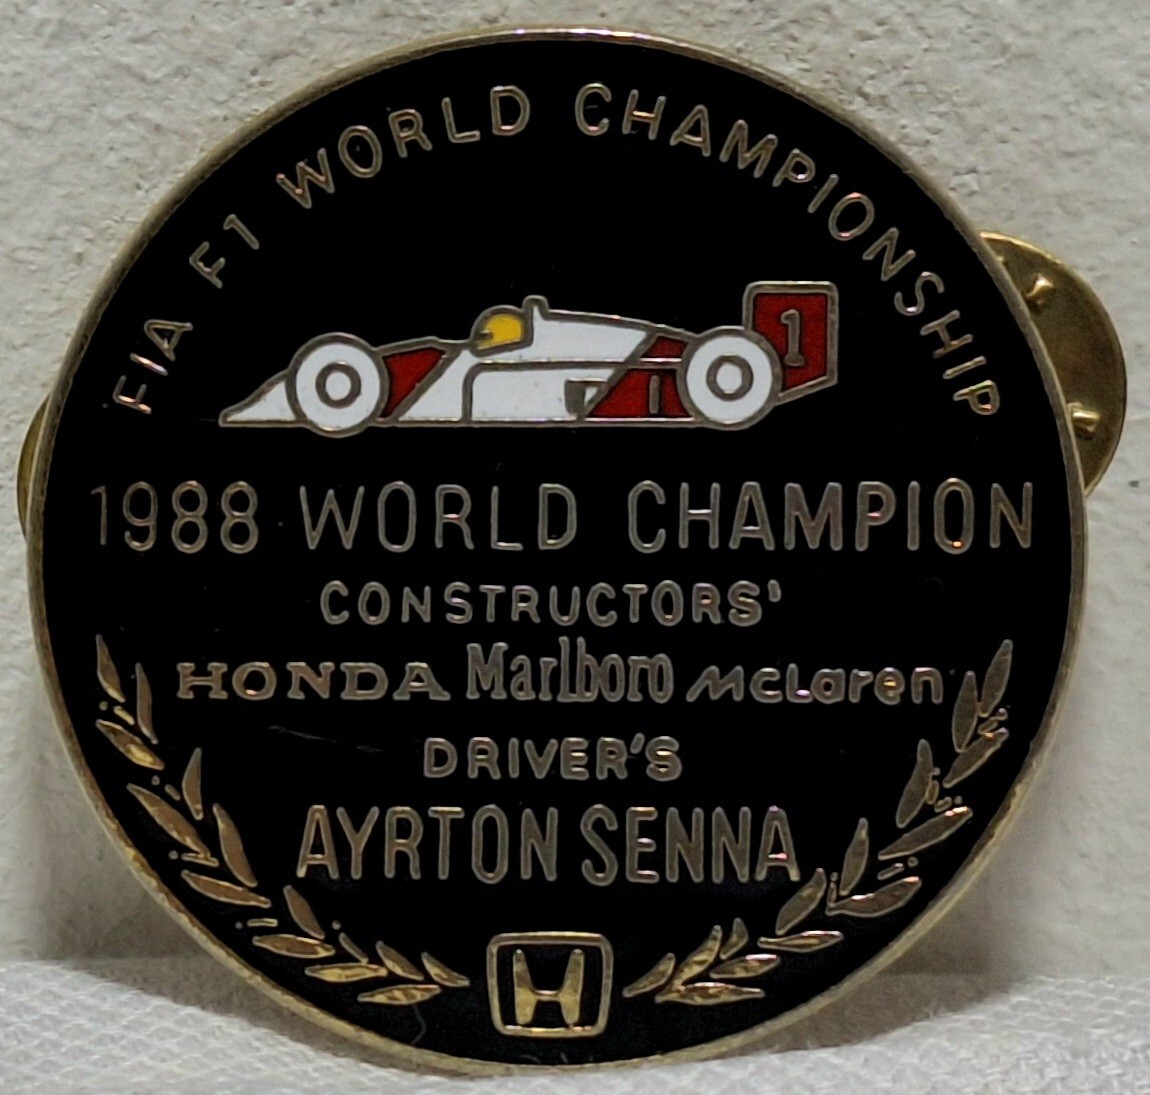 FIA F1 WORLD CHAMPIONSHIP
1
1988 WORLD CHAMPION
CONSTRUCTORS'
HONDA Marlboro McLaren
DRIVER'S
AYRTON SENNA